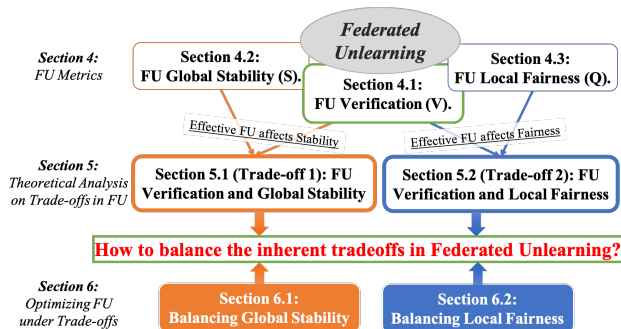 Federated
Unlearning
Section 4:
FU Metrics
Section 4.2:
FU Global Stability (S).
Section 4.1:
FU Verification (V).
Section 4.3:
FU Local Fairness (Q).
Effective FU affects Stability
Effective FU affects Fairness
Section 5:
Theoretical Analysis
on Trade-offs in FU
Section 5.1 (Trade-off 1): FU
Verification and Global Stability
Section 5.2 (Trade-off 2): FU
Verification and Local Fairness
How to balance the inherent tradeoffs in Federated Unlearning?
Section 6:
Optimizing FU
under Trade-offs
Section 6.1:
Balancing Global Stability
Section 6.2:
Balancing Local Fairness